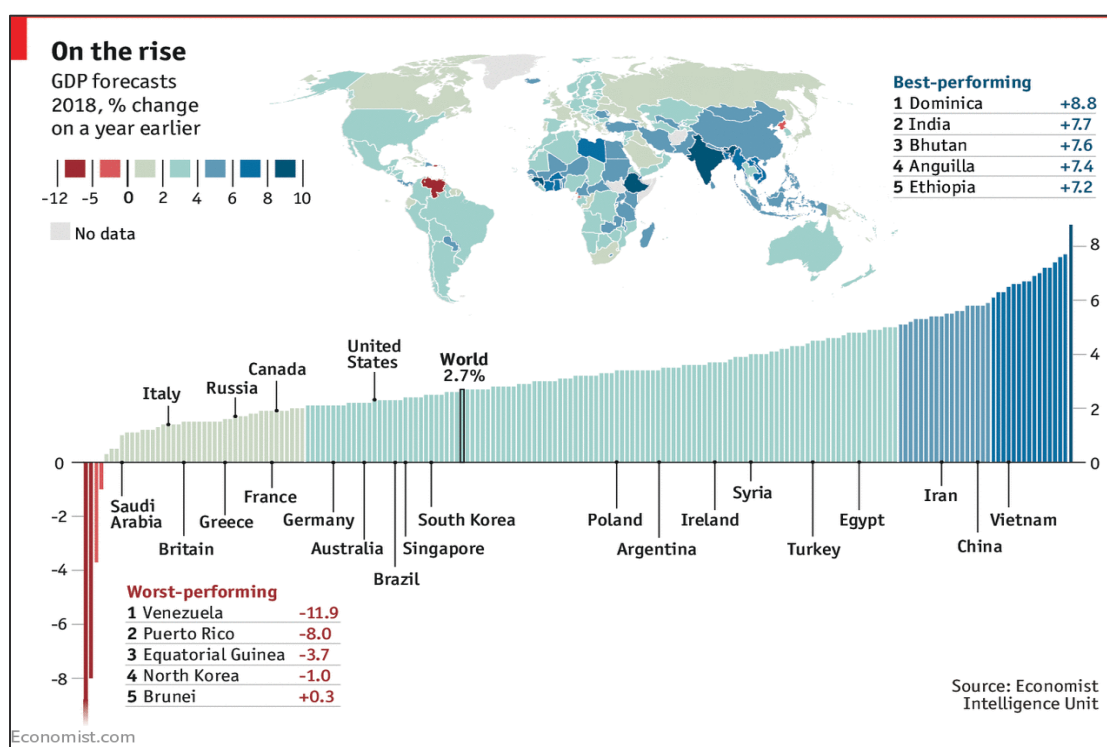 On the rise
GDP forecasts
2018, % change
on a year earlier
-12 -5 0 2 4 6 8 10
No data
Best-performing
1 Dominica +8.8
2 India +7.7
3 Bhutan +7.6
4 Anguilla +7.4
5 Ethiopia +7.2
8
6
4
2
0
United
States
World
2.7%
Canada
Russia
Italy
0
-2
-4
-6
-8
Saudi
Arabia
Britain
Greece
France
Germany
Australia
Brazil
Singapore
South Korea
Poland
Argentina
Ireland
Syria
Turkey
Egypt
Iran
China
Vietnam
Worst-performing
1 Venezuela -11.9
2 Puerto Rico -8.0
3 Equatorial Guinea -3.7
4 North Korea -1.0
5 Brunei +0.3
Source: Economist
Intelligence Unit
Economist.com